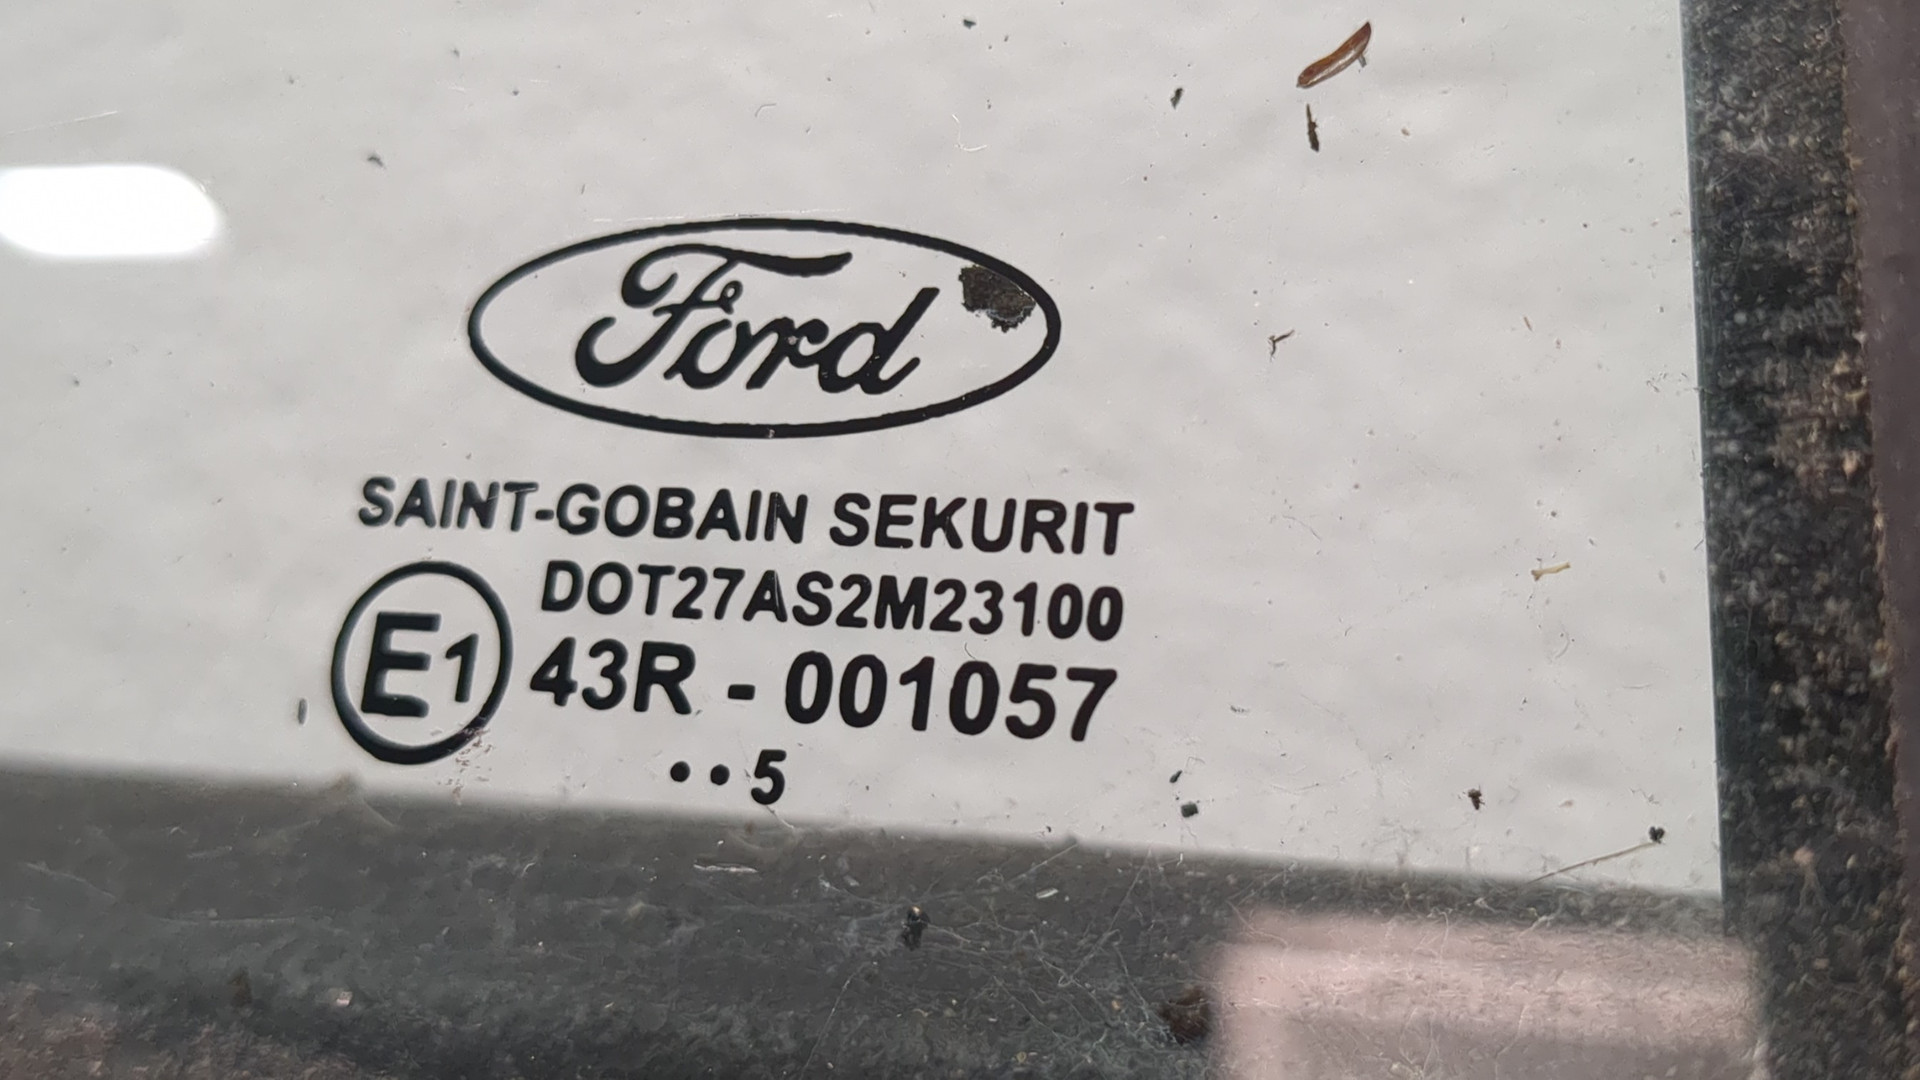 Ford
SAINT-GOBAIN SEKURIT
DOT27AS2M23100
E1 43R - 001057
••5